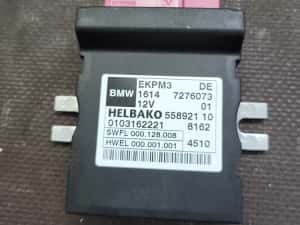 BMW EKPM3 DE
1614 7276073
12V 01
HELBAKO 558921 10
0103162221 8162
SWFL 000.128.008
HWEL 000.001.001 4510